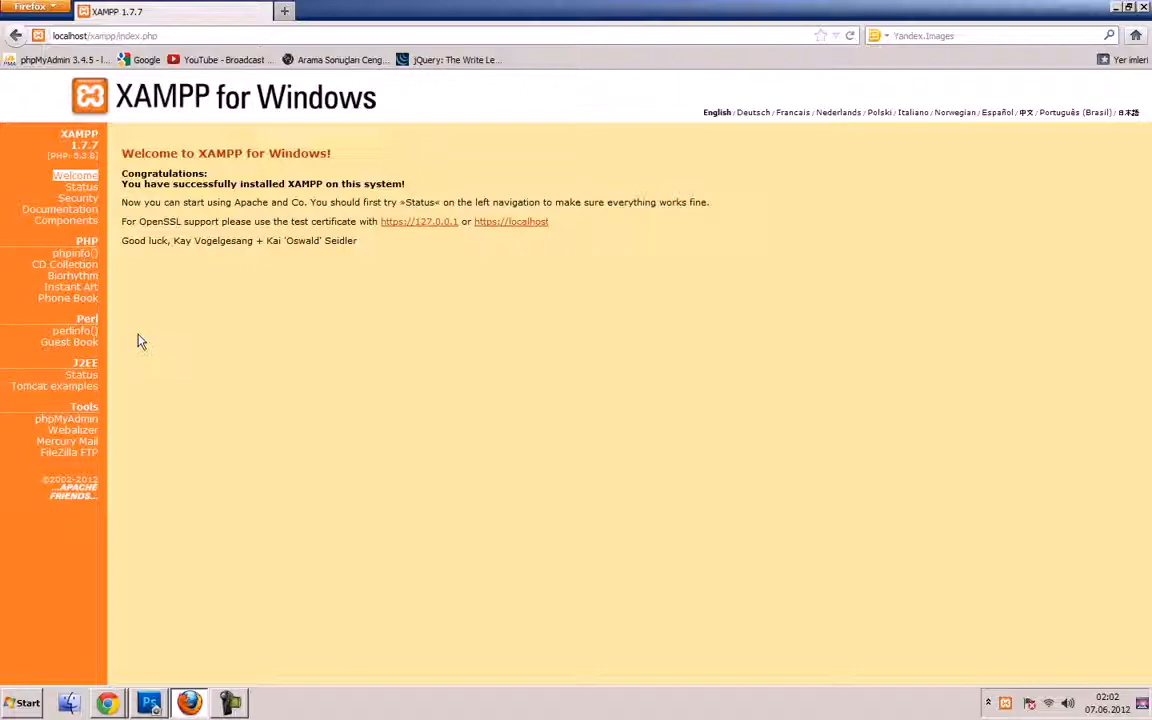 Firefox
XAMPP 1.7.7
localhost/xampp/index.php
Yandex.Images
phpMyAdmin 3.4.5 - l...
Google
YouTube - Broadcast ...
Arama Sonuçları Ceng...
jQuery: The Write Le...
Yer imleri
XAMPP for Windows
English / Deutsch / Francais / Nederlands / Polski / Italiano / Norwegian / Español / 中文 / Português (Brasil) / 日本語
XAMPP
1.7.7
[PHP: 5.3.8]
Welcome
Status
Security
Documentation
Components
PHP
phpinfo()
CD Collection
Biorhythm
Instant Art
Phone Book
Perl
perlinfo()
Guest Book
J2EE
Status
Tomcat examples
Tools
phpMyAdmin
Webalizer
Mercury Mail
FileZilla FTP
©2002-2012
...APACHE
FRIENDS...
Welcome to XAMPP for Windows!
Congratulations:
You have successfully installed XAMPP on this system!
Now you can start using Apache and Co. You should first try »Status« on the left navigation to make sure everything works fine.
For OpenSSL support please use the test certificate with https://127.0.0.1 or https://localhost
Good luck, Kay Vogelgesang + Kai 'Oswald' Seidler
Start
Ps
02:02
07.06.2012